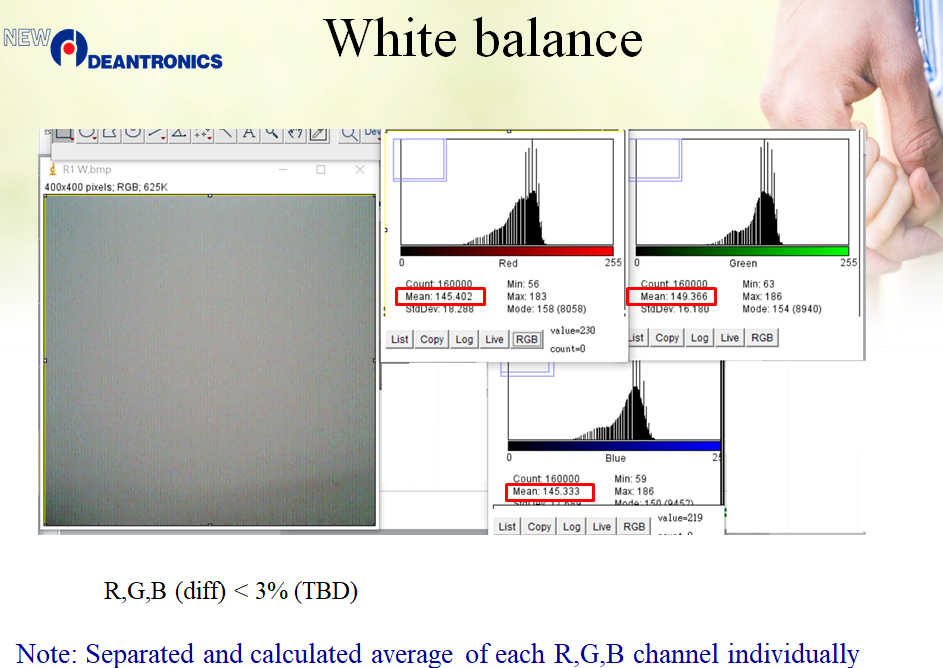 White balance
NEW
DEANTRONICS
R1 W.bmp
400x400 pixels; RGB; 625K
0 255
Red
Count: 160000 Min: 56
Mean: 145.402 Max: 183
StdDev: 18.288 Mode: 158 (8058)
List Copy Log Live RGB
value=230
count=0
0 255
Green
Count: 160000 Min: 63
Mean: 149.366 Max: 186
StdDev: 16.180 Mode: 154 (8940)
Copy Log Live RGB
0
Blue
Count: 160000 Min: 59
Mean: 145.333 Max: 186
Mode: 150 (9452)
List Copy Log Live RGB
value=219
R,G,B (diff) < 3% (TBD)
Note: Separated and calculated average of each R,G,B channel individually